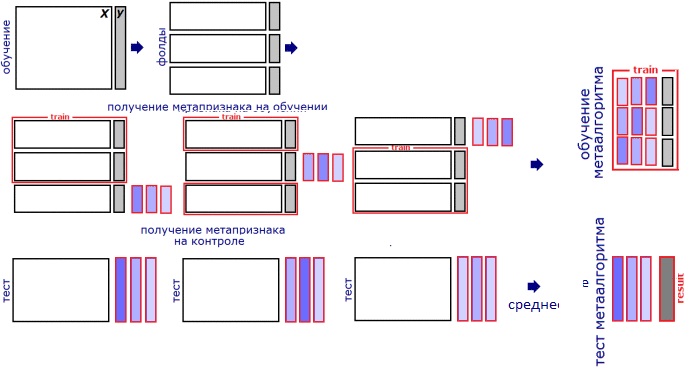 обучение
X y
фолды
получение метапризнака на обучении
train
train
train
train
обучение
метаалгоритма
получение метапризнака
на контроле
тест
тест
тест
среднее
тест метаалгоритма
result